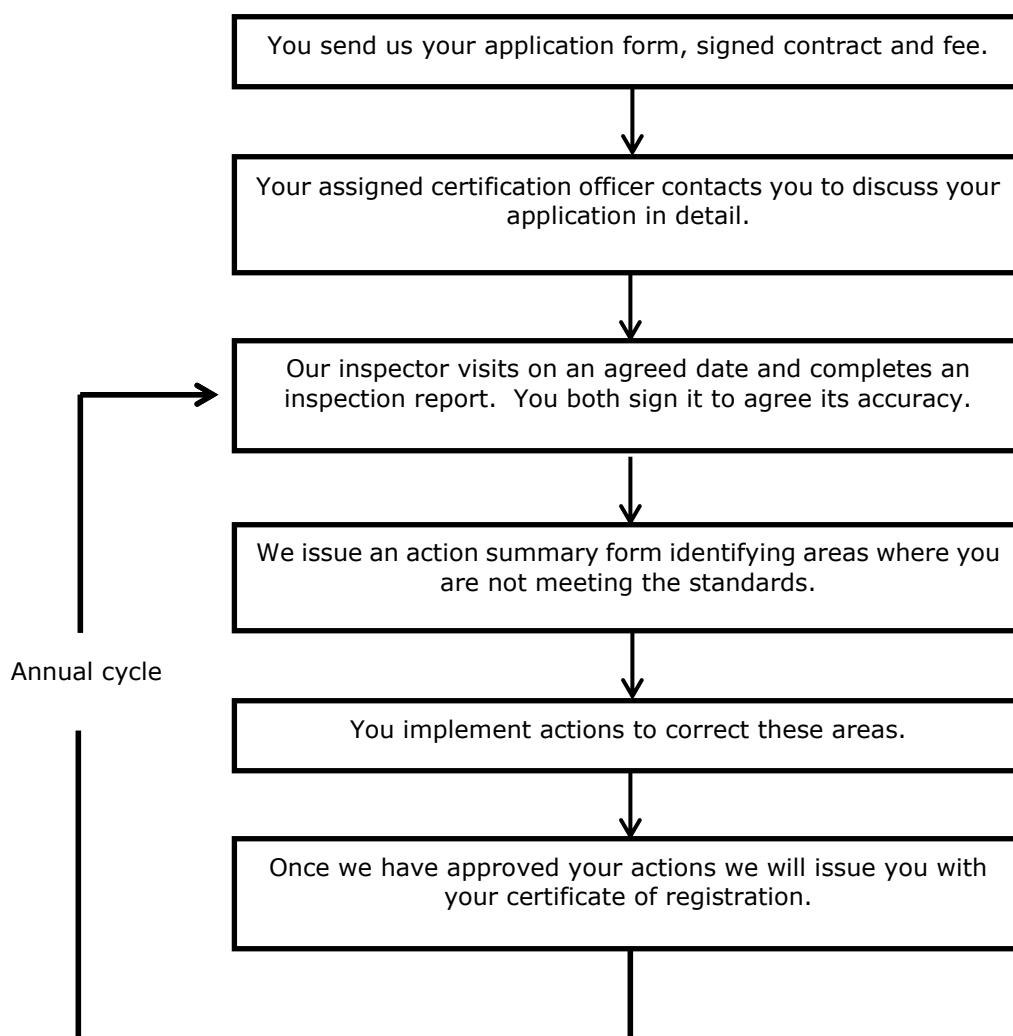 You send us your application form, signed contract and fee.
Your assigned certification officer contacts you to discuss your
application in detail.
Our inspector visits on an agreed date and completes an
inspection report.  You both sign it to agree its accuracy.
We issue an action summary form identifying areas where you
are not meeting the standards.
Annual cycle
You implement actions to correct these areas.
Once we have approved your actions we will issue you with
your certificate of registration.